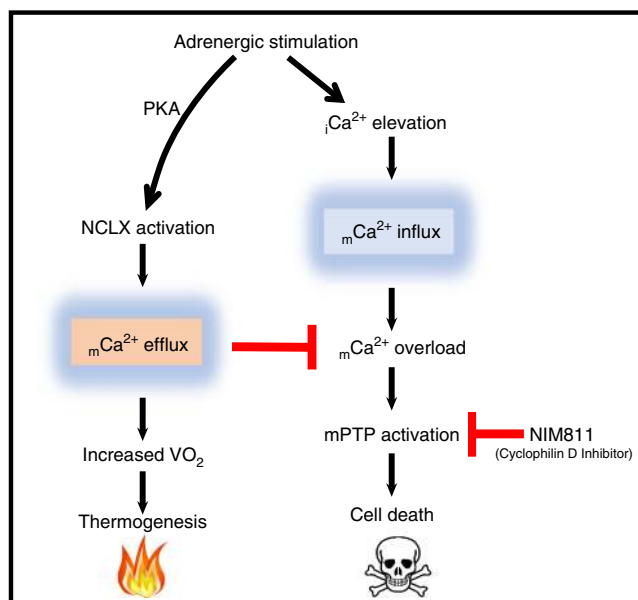 Adrenergic stimulation
PKA
iCa2+ elevation
NCLX activation
mCa2+ influx
mCa2+ efflux
mCa2+ overload
mPTP activation
NIM811
(Cyclophilin D Inhibitor)
Increased VO2
Thermogenesis
Cell death